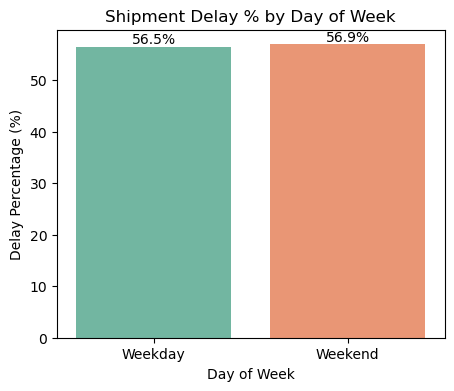 Shipment Delay % by Day of Week
56.5%
56.9%
Delay Percentage (%)
50
40
30
20
10
0
Weekday
Weekend
Day of Week